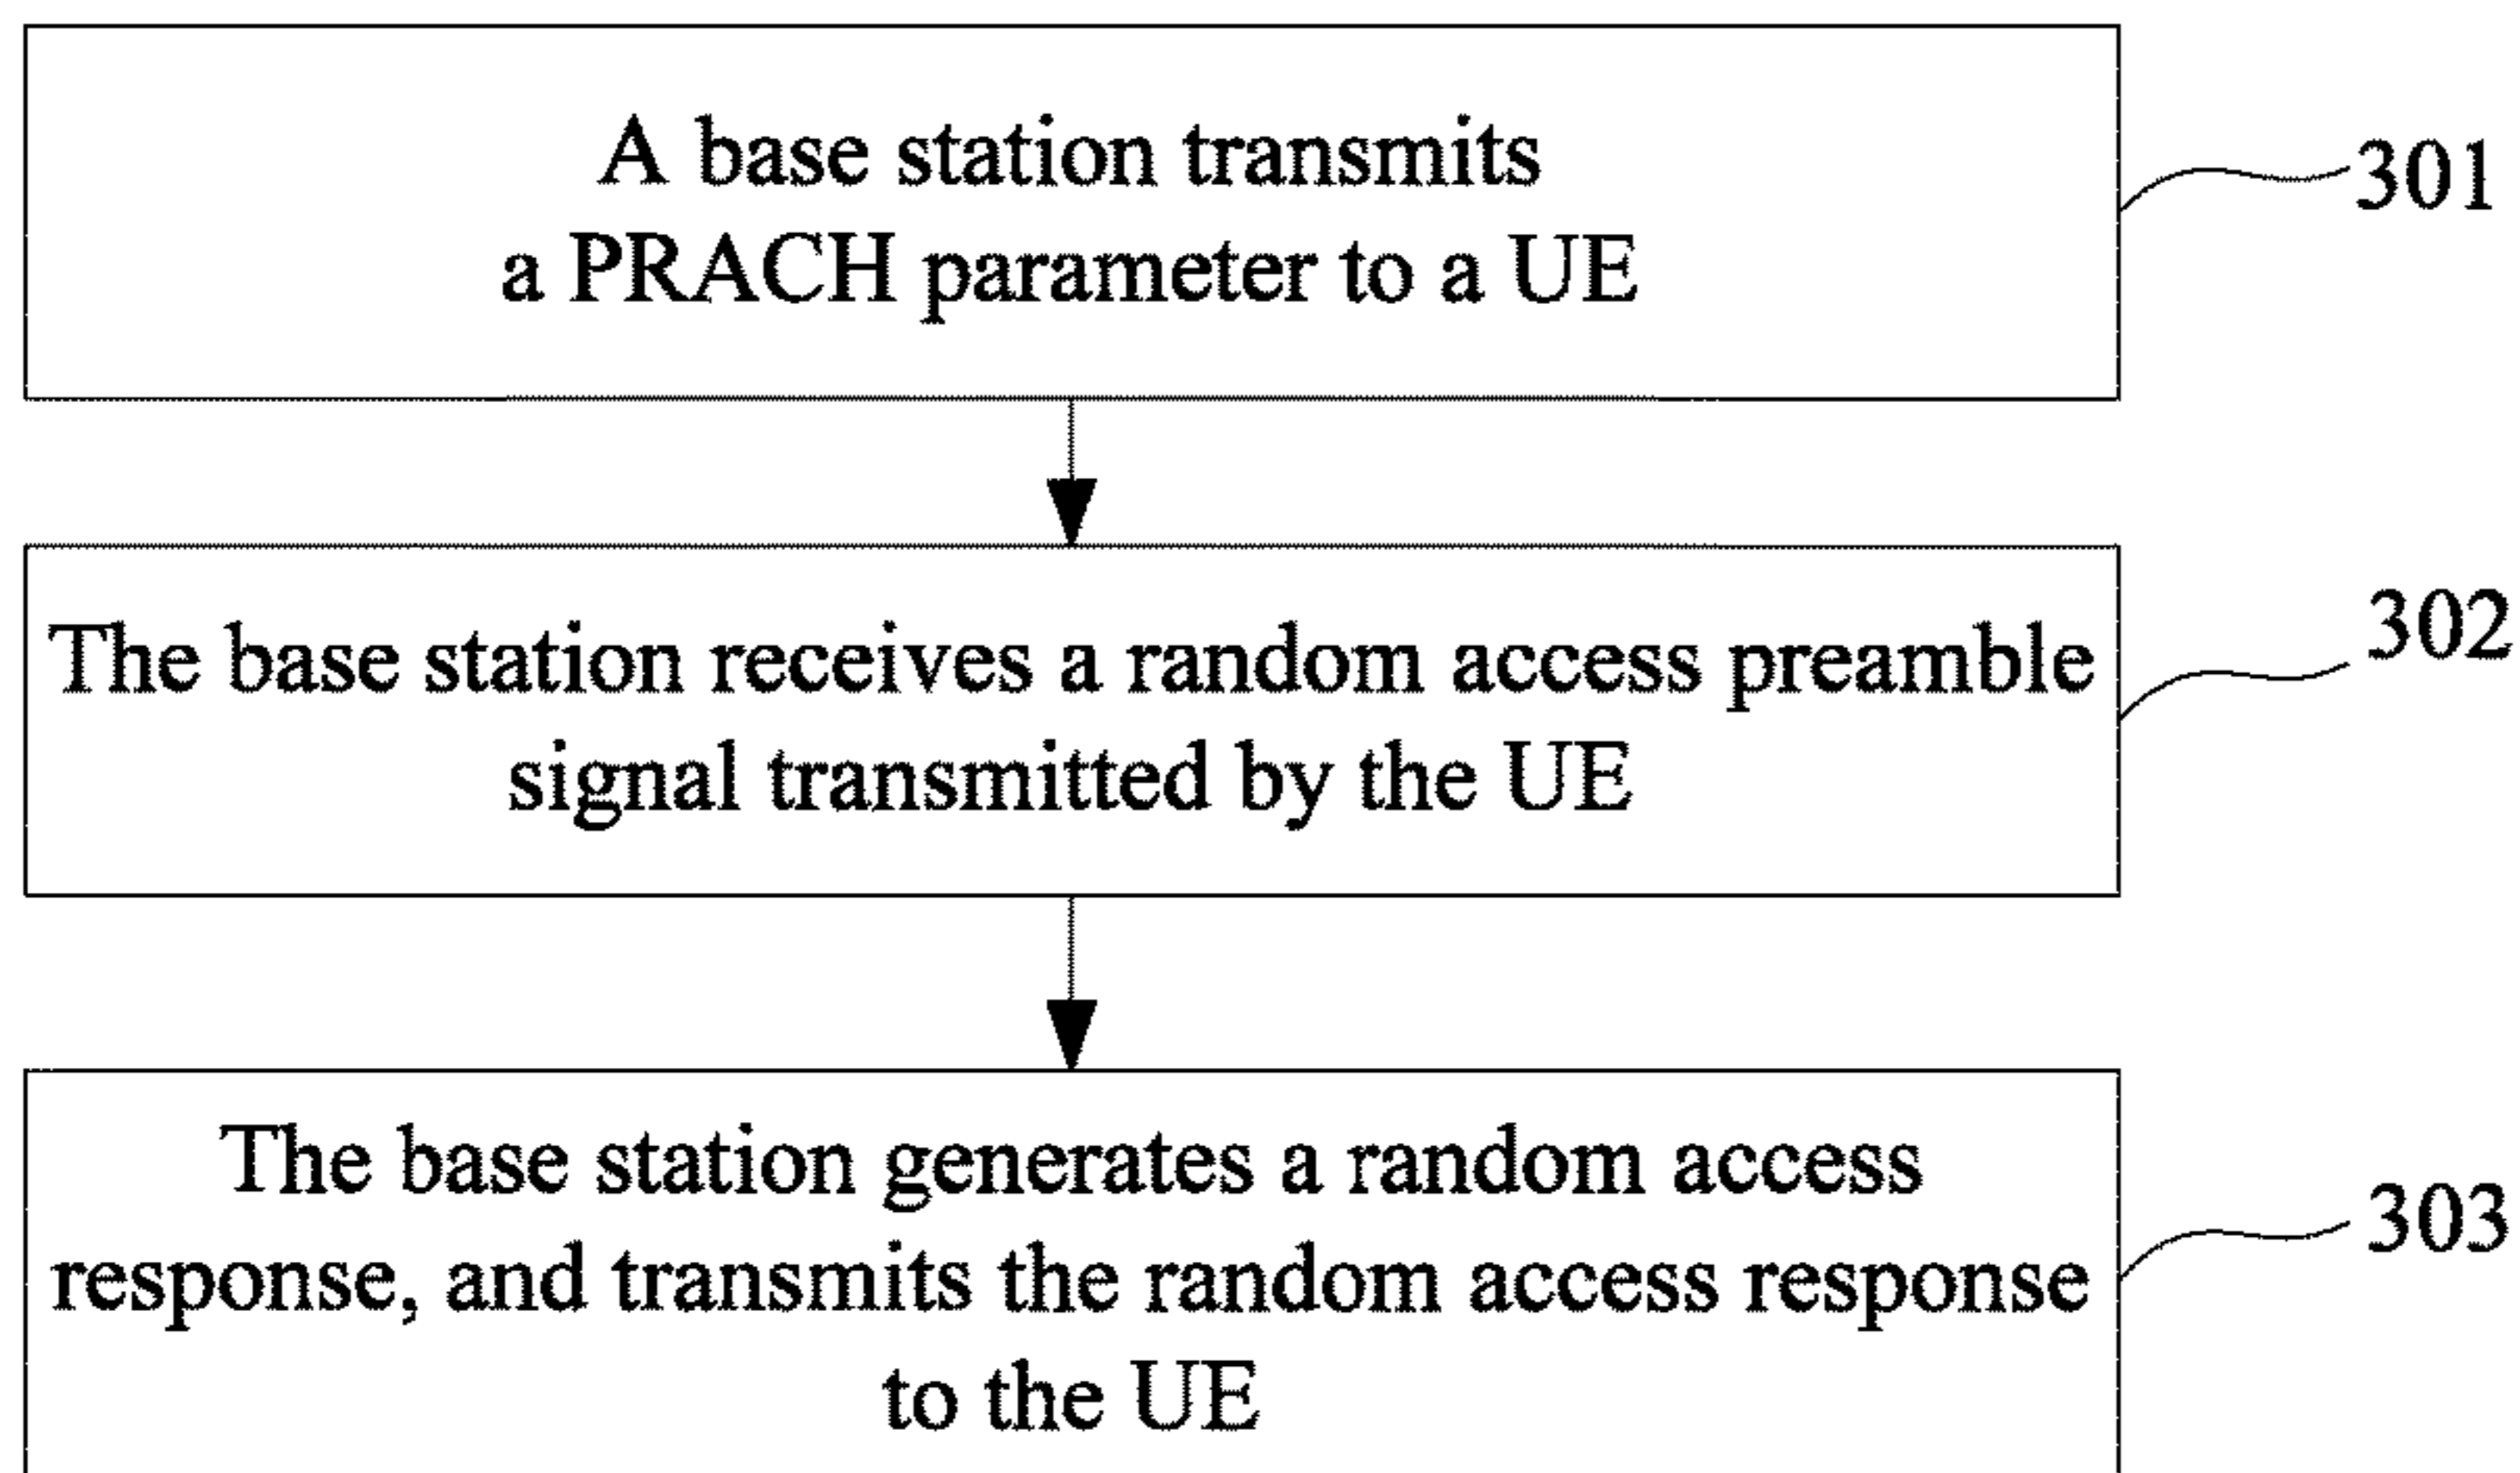 A base station transmits
a PRACH parameter to a UE
301
The base station receives a random access preamble
signal transmitted by the UE
302
The base station generates a random access
response, and transmits the random access response
to the UE
303